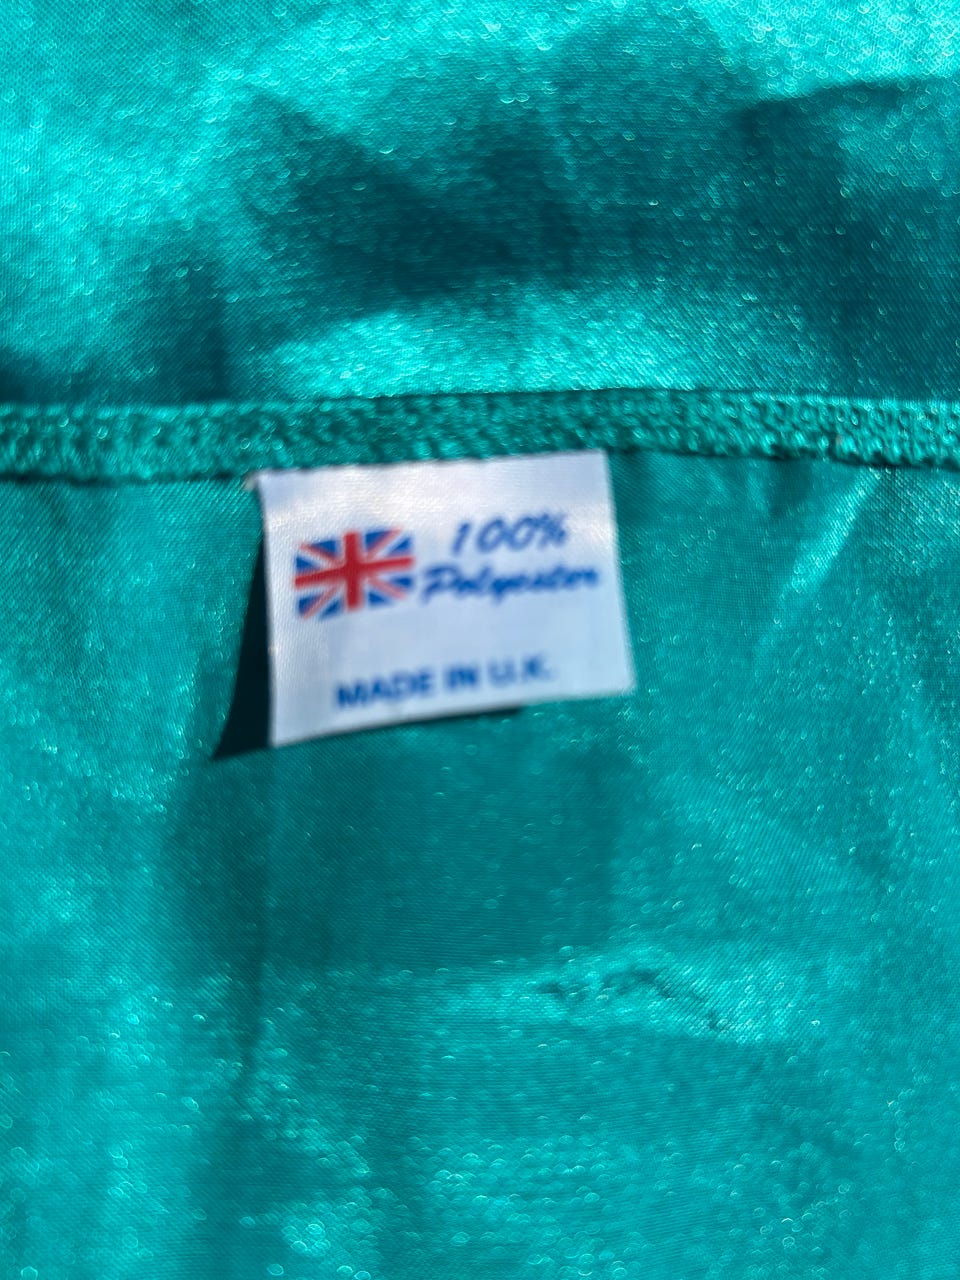 100%
Polyester
MADE IN U.K.